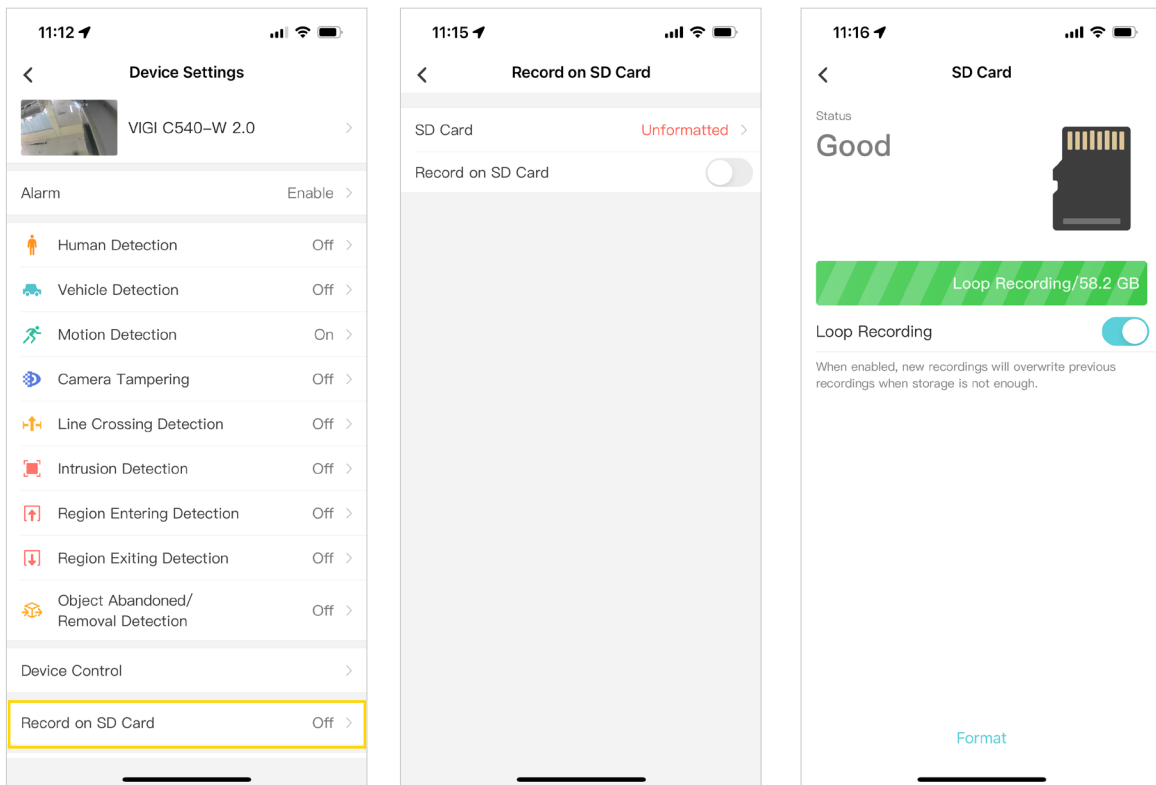 11:12
Device Settings
VIGI C540-W 2.0
Alarm Enable
Human Detection Off
Vehicle Detection Off
Motion Detection On
Camera Tampering Off
Line Crossing Detection Off
Intrusion Detection Off
Region Entering Detection Off
Region Exiting Detection Off
Object Abandoned/
Removal Detection Off
Device Control
Record on SD Card Off
11:15
Record on SD Card
SD Card Unformatted
Record on SD Card
11:16
SD Card
Status
Good
Loop Recording/58.2 GB
Loop Recording
When enabled, new recordings will overwrite previous
recordings when storage is not enough.
Format